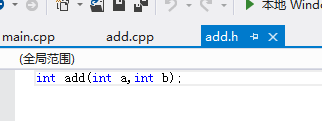 本地 Windo
main.cpp add.cpp add.h
(全局范围)
int add(int a,int b);